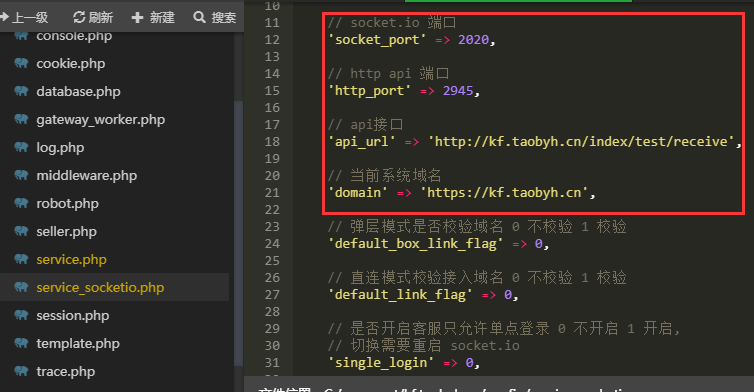 上一级 刷新 新建 搜索
console.php
cookie.php
database.php
gateway_worker.php
log.php
middleware.php
robot.php
seller.php
service.php
service_socketio.php
session.php
template.php
trace.php
10
11 // socket.io 端口
12 'socket_port' => 2020,
13
14 // http api 端口
15 'http_port' => 2945,
16
17 // api接口
18 'api_url' => 'http://kf.taobyh.cn/index/test/receive',
19
20 // 当前系统域名
21 'domain' => 'https://kf.taobyh.cn',
22
23 // 弹层模式是否校验域名 0 不校验 1 校验
24 'default_box_link_flag' => 0,
25
26 // 直连模式校验接入域名 0 不校验 1 校验
27 'default_link_flag' => 0,
28
29 // 是否开启客服只允许单点登录 0 不开启 1 开启,
30 // 切换需要重启 socket.io
31 'single_login' => 0,